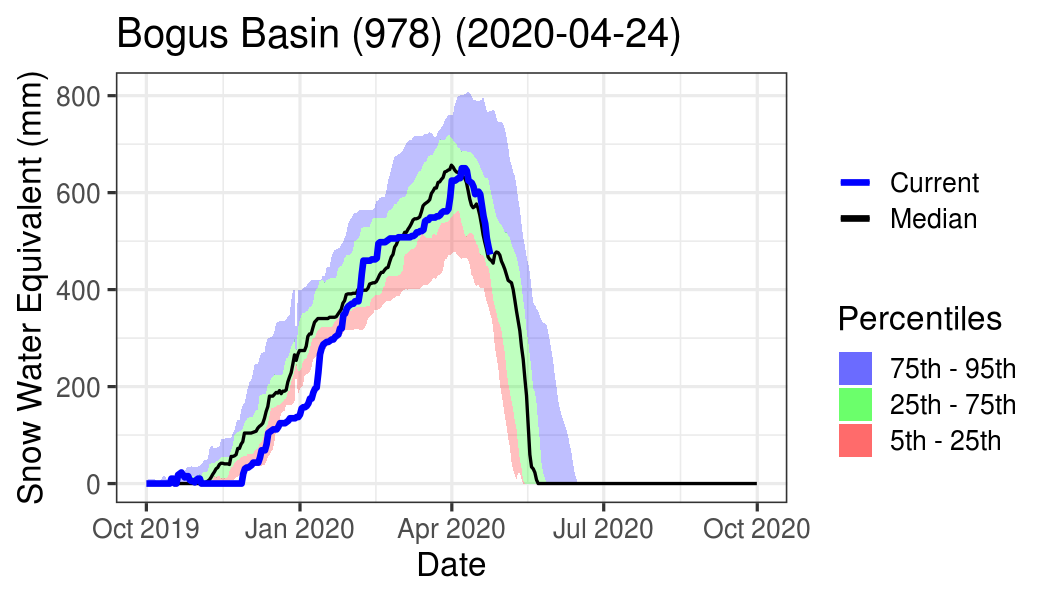 Bogus Basin (978) (2020-04-24)
Snow Water Equivalent (mm)
800
600
400
200
0
Oct 2019
Jan 2020
Apr 2020
Jul 2020
Oct 2020
Date
Current
Median
Percentiles
75th - 95th
25th - 75th
5th - 25th